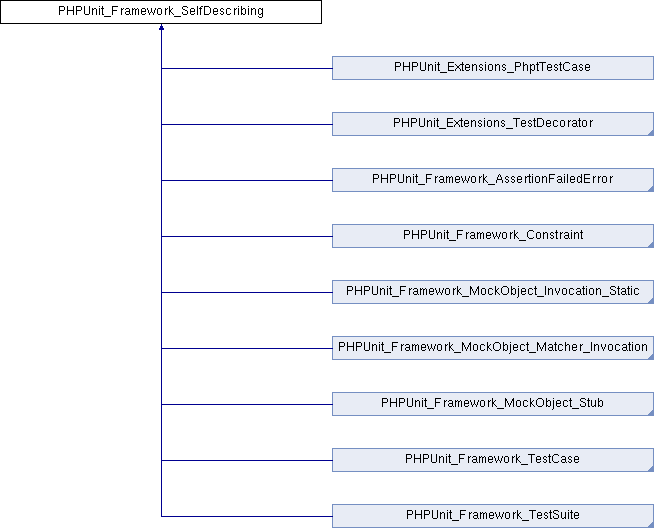 PHPUnit_Framework_SelfDescribing
PHPUnit_Extensions_PhptTestCase
PHPUnit_Extensions_TestDecorator
PHPUnit_Framework_AssertionFailedError
PHPUnit_Framework_Constraint
PHPUnit_Framework_MockObject_Invocation_Static
PHPUnit_Framework_MockObject_Matcher_Invocation
PHPUnit_Framework_MockObject_Stub
PHPUnit_Framework_TestCase
PHPUnit_Framework_TestSuite